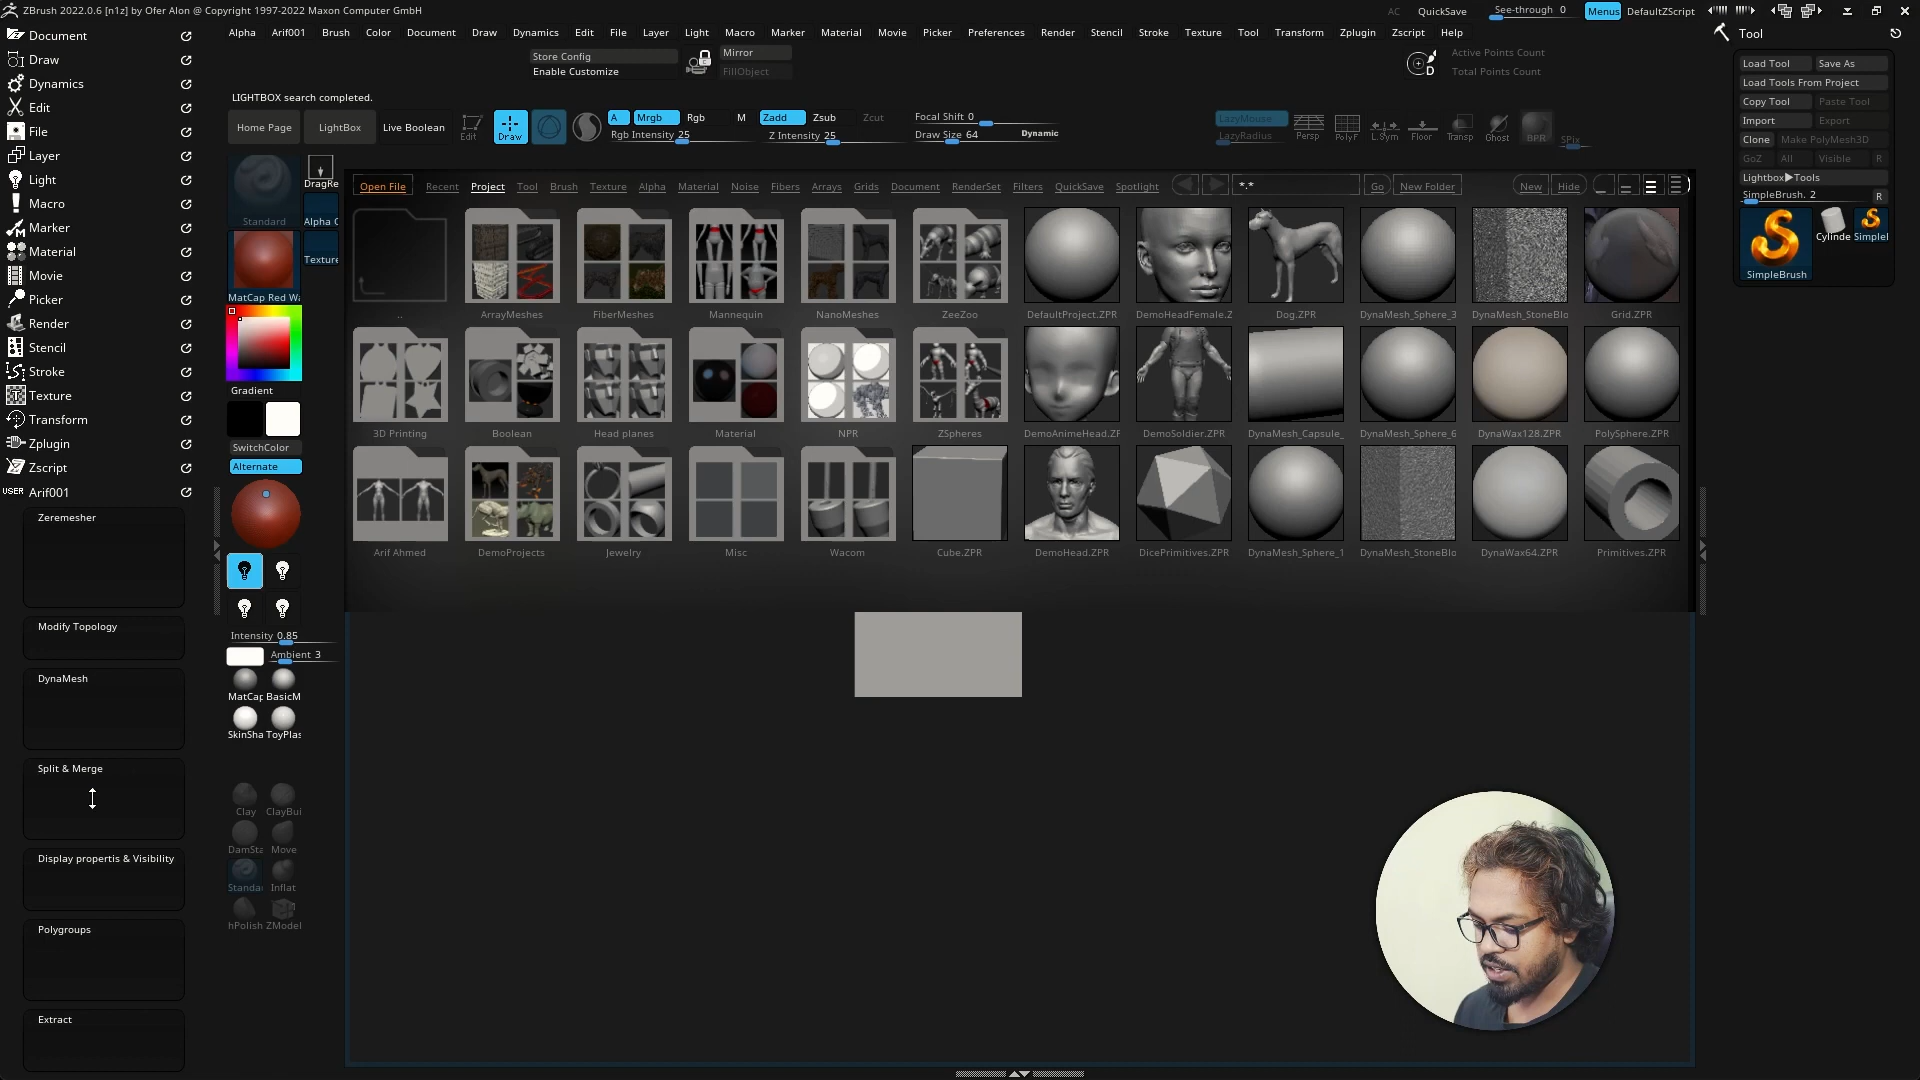 ZBrush 2022.0.6 [n1z] by Ofer Alon @ Copyright 1997-2022 Maxon Computer GmbH
AC QuickSave See-through 0 Menus DefaultZScript
Alpha Arif001 Brush Color Document Draw Dynamics Edit File Layer Light Macro Marker Material Movie Picker Preferences Render Stencil Stroke Texture Tool Transform Zplugin Zscript Help
Document
Draw
Dynamics
Edit
File
Layer
Light
Macro
Marker
Material
Movie
Picker
Render
Stencil
Stroke
Texture
Transform
Zplugin
Zscript
USER Arif001
Zeremesher
Modify Topology
DynaMesh
Split & Merge
Display propertis & Visibility
Polygroups
Extract
Store Config
Enable Customize
Mirror
FillObject
D
Active Points Count
Total Points Count
LIGHTBOX search completed.
Home Page LightBox Live Boolean Edit Draw
A Mrgb Rgb M Zadd Zsub Zcut
Rgb Intensity 25 Z Intensity 25
Focal Shift 0
Draw Size 64 Dynamic
LazyMouse
LazyRadius
Persp PolyF L.Sym Floor Transp Ghost BPR SPix
Standard
DragRe
Alpha O
Texture
MatCap Red Wa
Gradient
SwitchColor
Alternate
Intensity 0.85
Ambient 3
MatCap BasicM
SkinSha ToyPlas
Clay ClayBui
DamSta Move
Standa Inflat
hPolish ZModel
Open File Recent Project Tool Brush Texture Alpha Material Noise Fibers Arrays Grids Document RenderSet Filters QuickSave Spotlight *.* Go New Folder New Hide
.. ArrayMeshes FiberMeshes Mannequin NanoMeshes ZeeZoo DefaultProject.ZPR DemoHeadFemale.Z Dog.ZPR DynaMesh_Sphere_3 DynaMesh_StoneBlo Grid.ZPR
3D Printing Boolean Head planes Material NPR ZSpheres DemoAnimeHead.ZP DemoSoldier.ZPR DynaMesh_Capsule_ DynaMesh_Sphere_6 DynaWax128.ZPR PolySphere.ZPR
Arif Ahmed DemoProjects Jewelry Misc Wacom Cube.ZPR DemoHead.ZPR DicePrimitives.ZPR DynaMesh_Sphere_1 DynaMesh_StoneBlo DynaWax64.ZPR Primitives.ZPR
Tool
Load Tool Save As
Load Tools From Project
Copy Tool Paste Tool
Import Export
Clone Make PolyMesh3D
GoZ All Visible R
Lightbox▶Tools
SimpleBrush. 2 R
Cylinde Simplel
SimpleBrush